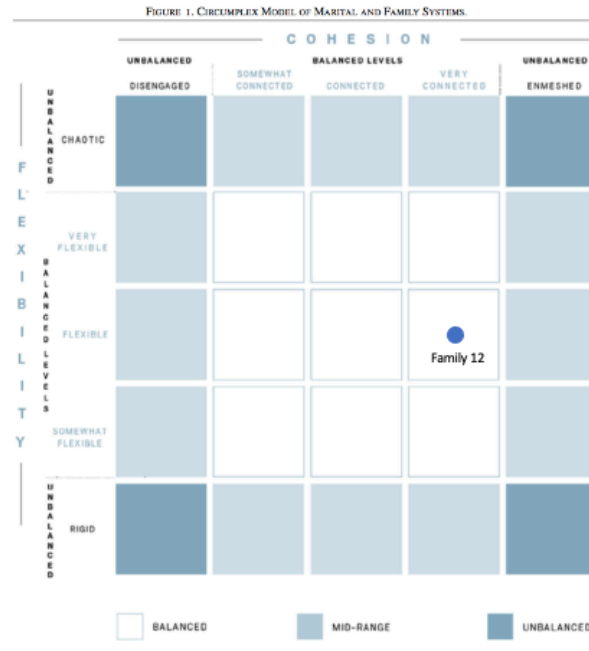 FIGURE 1. CIRCUMPLEX MODEL OF MARITAL AND FAMILY SYSTEMS.
COHESION
UNBALANCED
BALANCED LEVELS
UNBALANCED
DISENGAGED
SOMEWHAT
CONNECTED
CONNECTED
VERY
CONNECTED
ENMESHED
FLEXIBILITY
UNBALANCED
CHAOTIC
BALANCED LEVELS
VERY
FLEXIBLE
FLEXIBLE
Family 12
SOMEWHAT
FLEXIBLE
UNBALANCED
RIGID
BALANCED
MID-RANGE
UNBALANCED